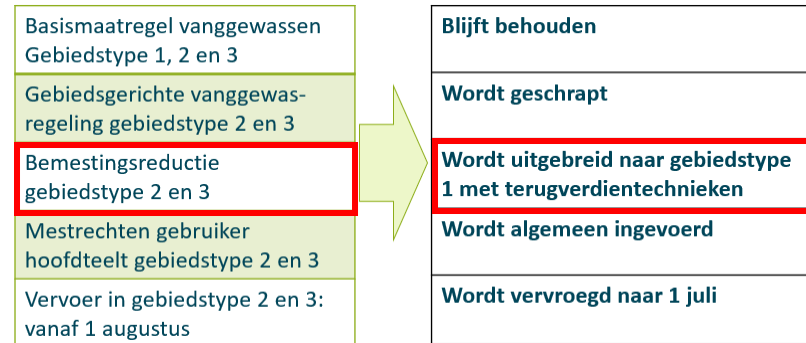 Basismaatregel vanggewassen
Gebiedstype 1, 2 en 3
Blijft behouden
Gebiedsgerichte vanggewas-
regeling gebiedstype 2 en 3
Wordt geschrapt
Bemestingsreductie
gebiedstype 2 en 3
Wordt uitgebreid naar gebiedstype
1 met terugverdientechnieken
Mestrechten gebruiker
hoofdteelt gebiedstype 2 en 3
Wordt algemeen ingevoerd
Vervoer in gebiedstype 2 en 3:
vanaf 1 augustus
Wordt vervroegd naar 1 juli